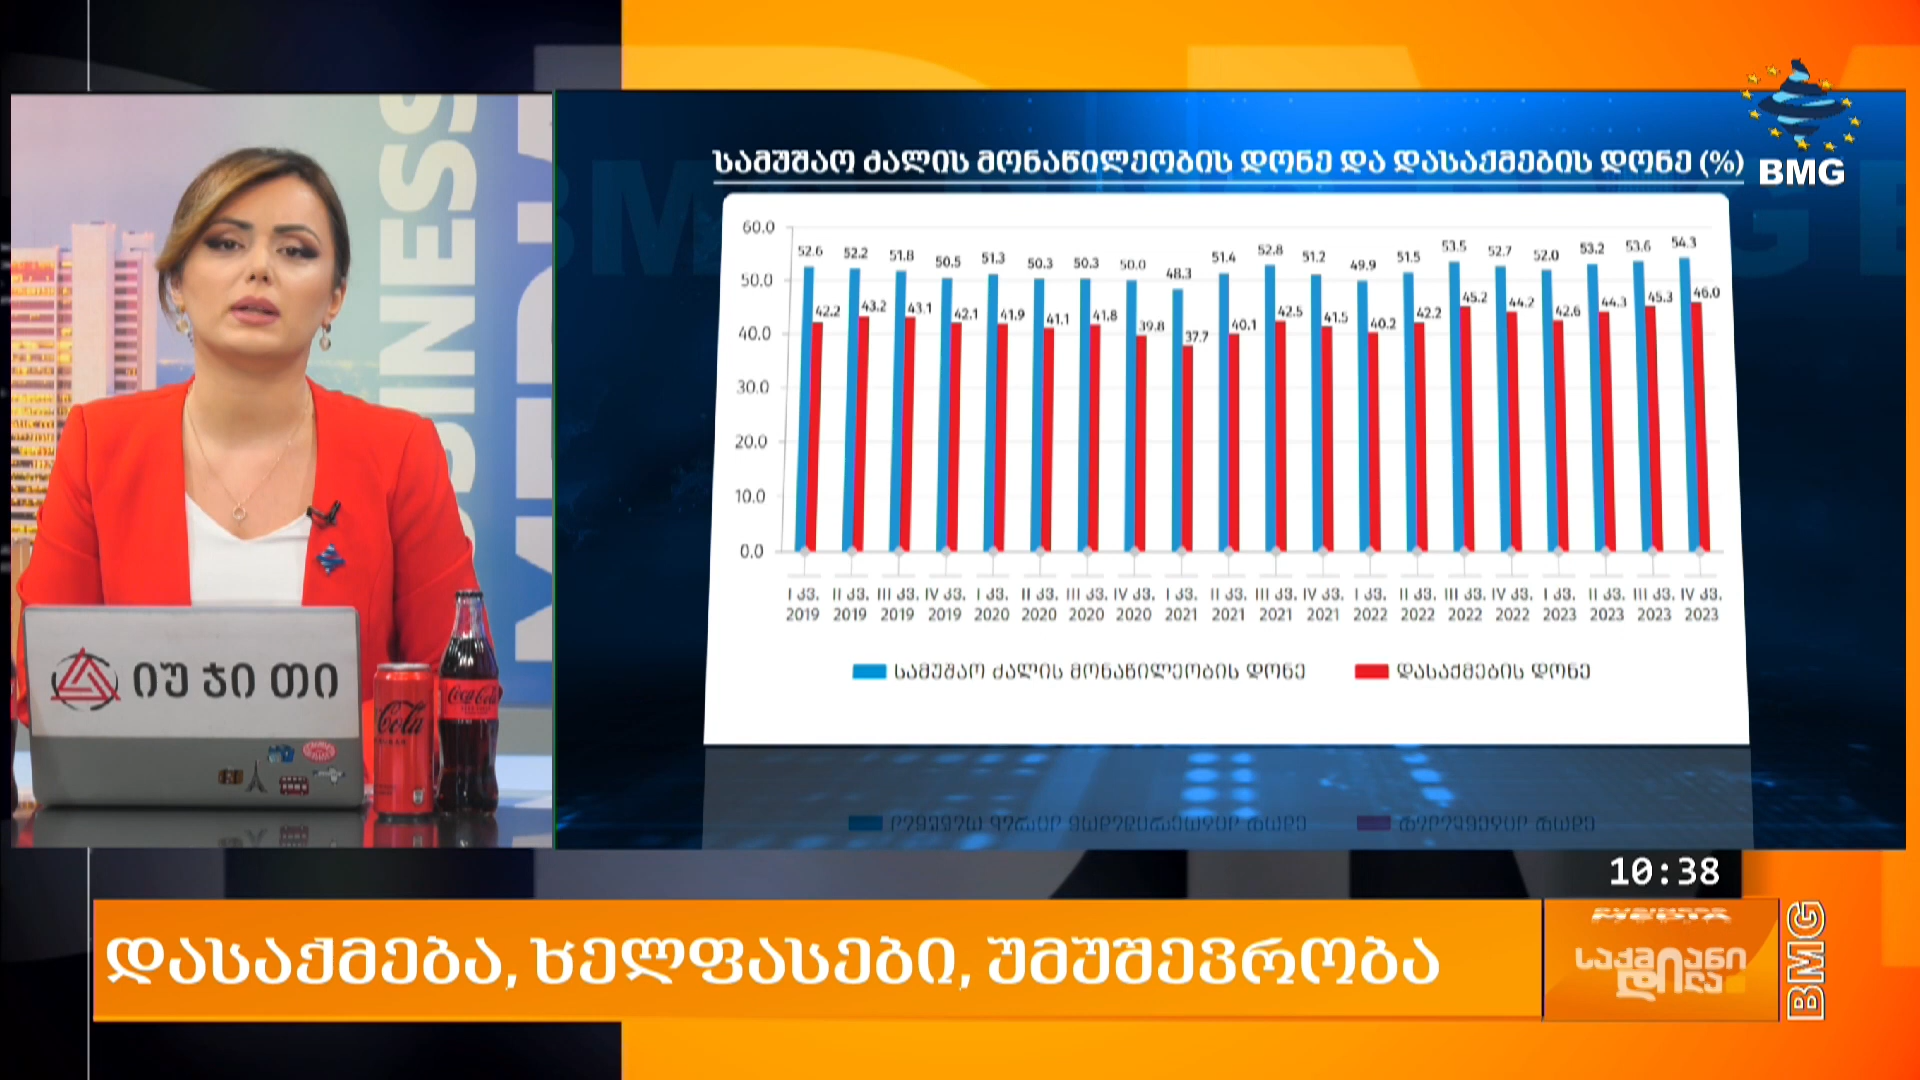 BUSINESS
სამუშაო ძალის მონაწილეობის დონე და დასაქმების დონე (%)
BMG
60.0
50.0
40.0
30.0
20.0
10.0
0.0
52.6 52.2 51.8 50.5 51.3 50.3 50.3 50.0 48.3 51.4 52.8 51.2 49.9 51.5 53.5 52.7 52.0 53.2 53.6 54.3
42.2 43.2 43.1 42.1 41.9 41.1 41.8 39.8 37.7 40.1 42.5 41.5 40.2 42.2 45.2 44.2 42.6 44.3 45.3 46.0
I კვ. II კვ. III კვ. IV კვ. I კვ. II კვ. III კვ. IV კვ. I კვ. II კვ. III კვ. IV კვ. I კვ. II კვ. III კვ. IV კვ. I კვ. II კვ. III კვ. IV კვ.
2019 2019 2019 2019 2020 2020 2020 2020 2021 2021 2021 2021 2022 2022 2022 2022 2023 2023 2023 2023
სამუშაო ძალის მონაწილეობის დონე
დასაქმების დონე
იუ ჯი თი
Coca-Cola
10:38
დასაქმება, ხელფასები, უმუშევრობა
საქმიანი
დილა
BMG